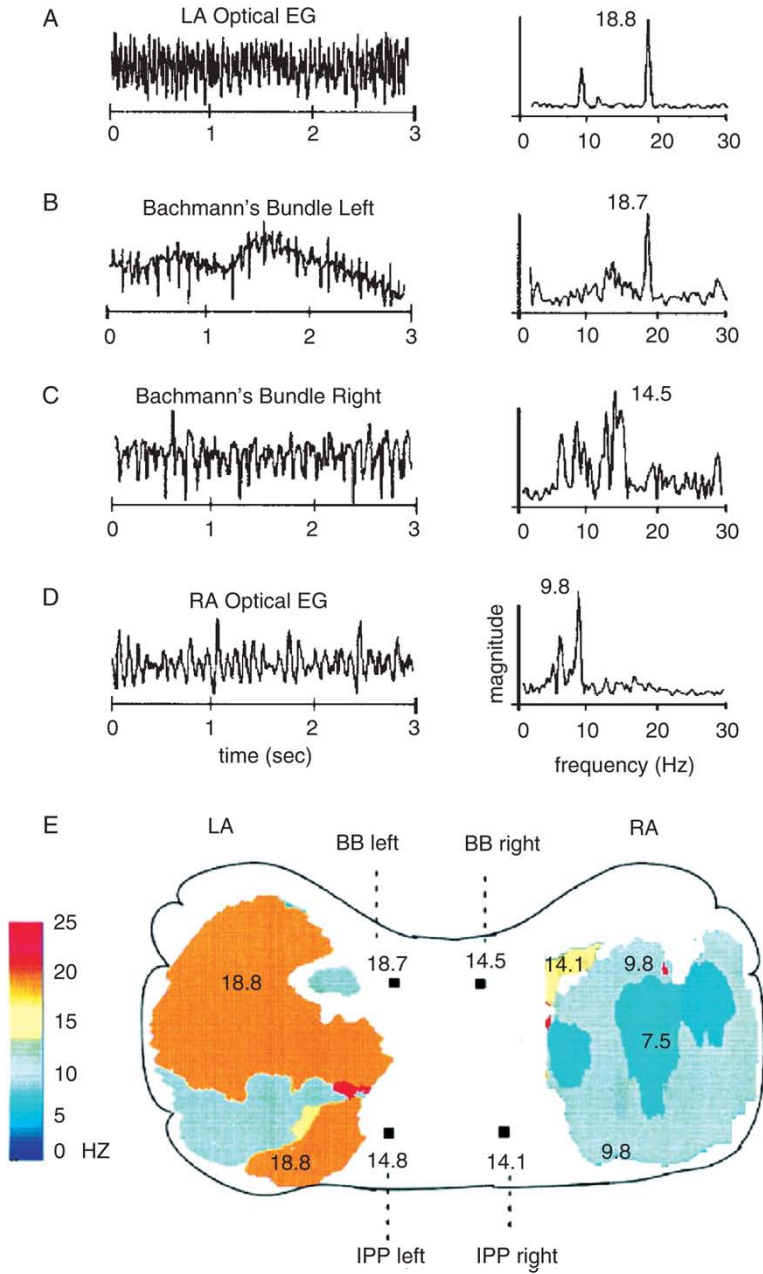 A
LA Optical EG
18.8
0 1 2 3
0 10 20 30
B
Bachmann's Bundle Left
18.7
0 1 2 3
0 10 20 30
C
Bachmann's Bundle Right
14.5
0 1 2 3
0 10 20 30
D
RA Optical EG
9.8
magnitude
0 1 2 3
0 10 20 30
time (sec)
frequency (Hz)
E
LA
RA
BB left
BB right
25
20
15
10
5
0 HZ
18.8
18.7
14.5
14.1
9.8
7.5
18.8
14.8
14.1
9.8
IPP left
IPP right